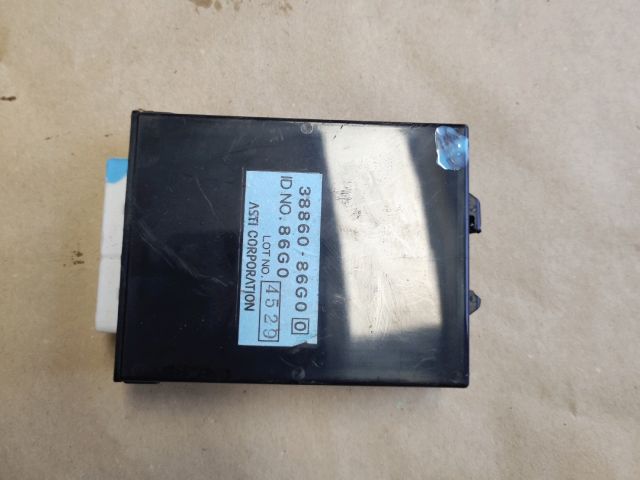 38860-86G0 0
ID NO. 86G0
LOT NO. 4529
ASTI CORPORATION